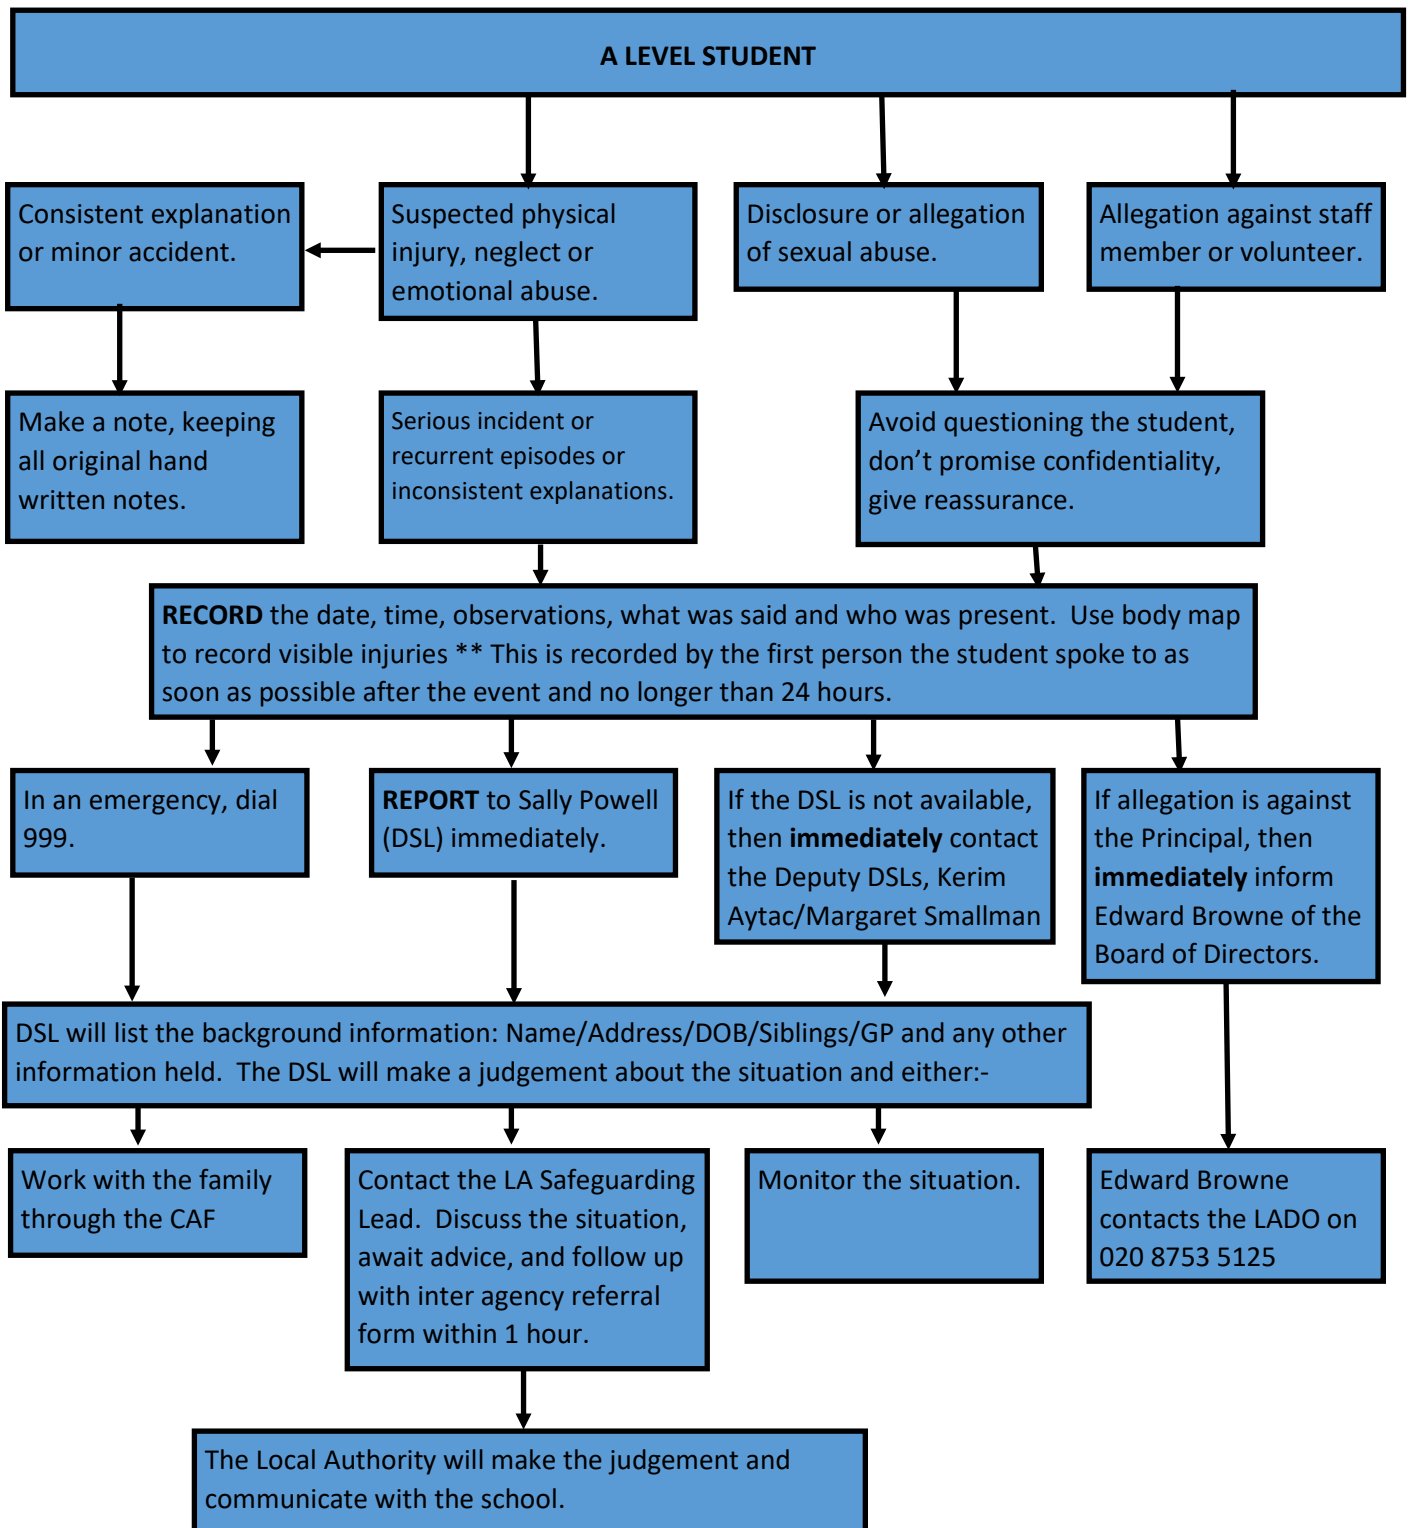 A LEVEL STUDENT
Consistent explanation
or minor accident.
Suspected physical
injury, neglect or
emotional abuse.
Disclosure or allegation
of sexual abuse.
Allegation against staff
member or volunteer.
Make a note, keeping
all original hand
written notes.
Serious incident or
recurrent episodes or
inconsistent explanations.
Avoid questioning the student,
don’t promise confidentiality,
give reassurance.
RECORD the date, time, observations, what was said and who was present.  Use body map
to record visible injuries ** This is recorded by the first person the student spoke to as
soon as possible after the event and no longer than 24 hours.
In an emergency, dial
999.
REPORT to Sally Powell
(DSL) immediately.
If the DSL is not available,
then immediately contact
the Deputy DSLs, Kerim
Aytac/Margaret Smallman
If allegation is against
the Principal, then
immediately inform
Edward Browne of the
Board of Directors.
DSL will list the background information: Name/Address/DOB/Siblings/GP and any other
information held.  The DSL will make a judgement about the situation and either:-
Work with the family
through the CAF
Contact the LA Safeguarding
Lead.  Discuss the situation,
await advice, and follow up
with inter agency referral
form within 1 hour.
Monitor the situation.
Edward Browne
contacts the LADO on
020 8753 5125
The Local Authority will make the judgement and
communicate with the school.